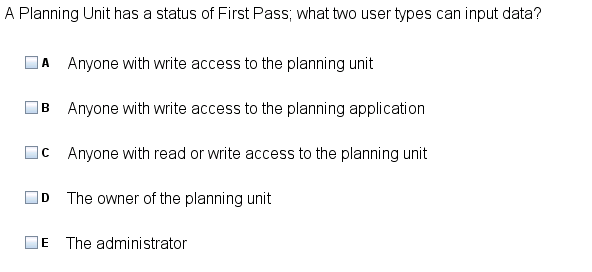 A Planning Unit has a status of First Pass; what two user types can input data?
A Anyone with write access to the planning unit
B Anyone with write access to the planning application
C Anyone with read or write access to the planning unit
D The owner of the planning unit
E The administrator